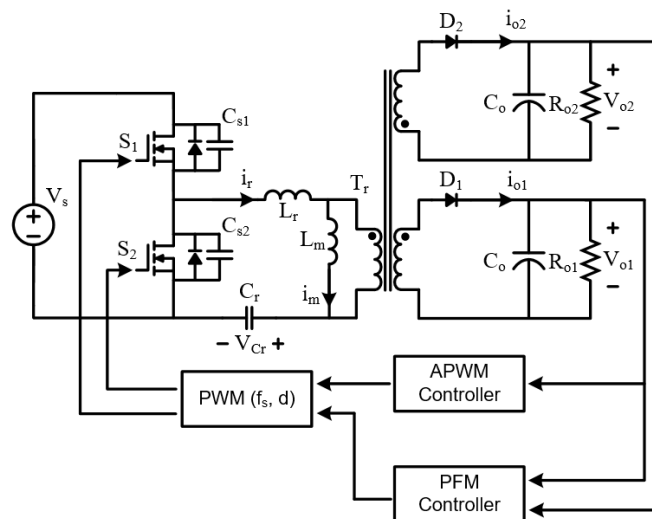 D2 io2
Co Ro2 + Vo2 −
S1 Cs1
Vs + −
ir Lr Tr
D1 io1
S2 Cs2
Lm
Co Ro1 + Vo1 −
Cr im
− VCr +
PWM (fs, d)
APWM
Controller
PFM
Controller